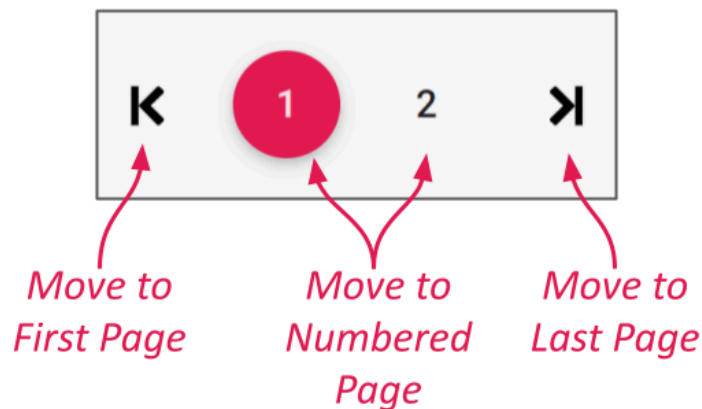 1 2
Move to
First Page
Move to
Numbered
Page
Move to
Last Page